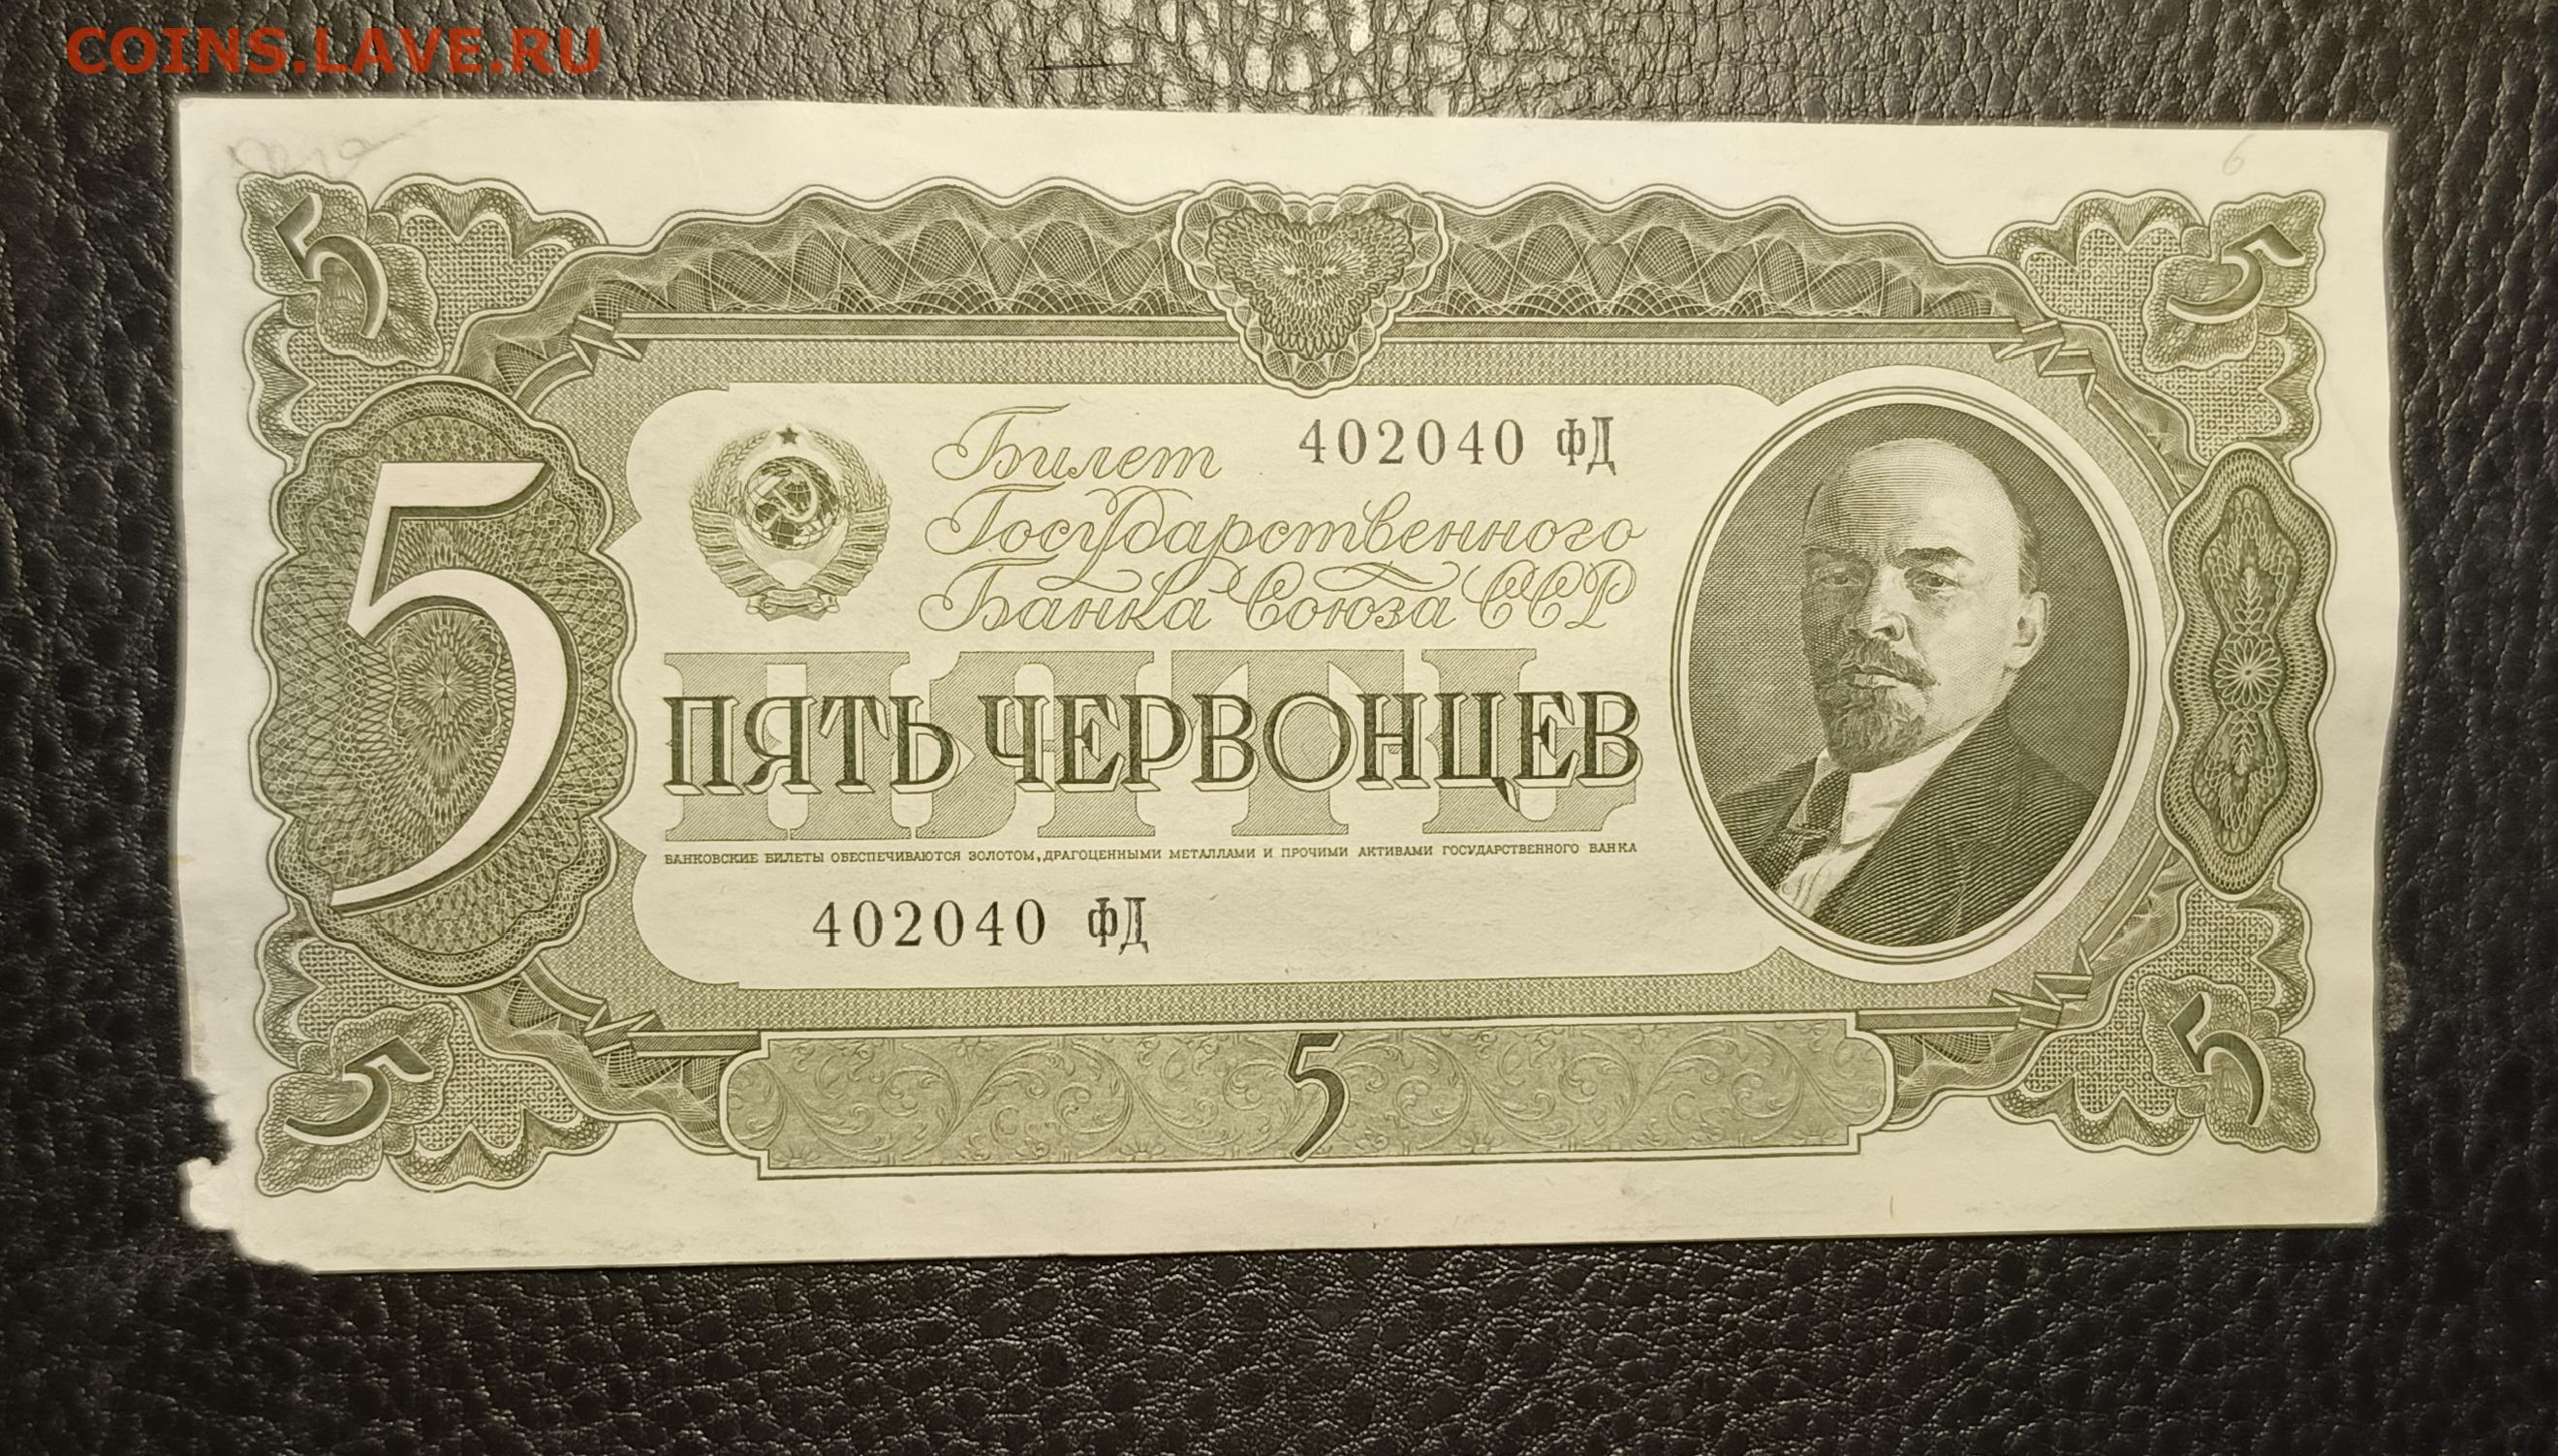 COINS.LAVE.RU
5 5
5
Билет 402040 ФД
Государственного
Банка Союза ССР
ПЯТЬ
ПЯТЬ ЧЕРВОНЦЕВ
БАНКОВСКИЕ БИЛЕТЫ ОБЕСПЕЧИВАЮТСЯ ЗОЛОТОМ, ДРАГОЦЕННЫМИ МЕТАЛЛАМИ И ПРОЧИМИ АКТИВАМИ ГОСУДАРСТВЕННОГО БАНКА
402040 ФД
5 5 5